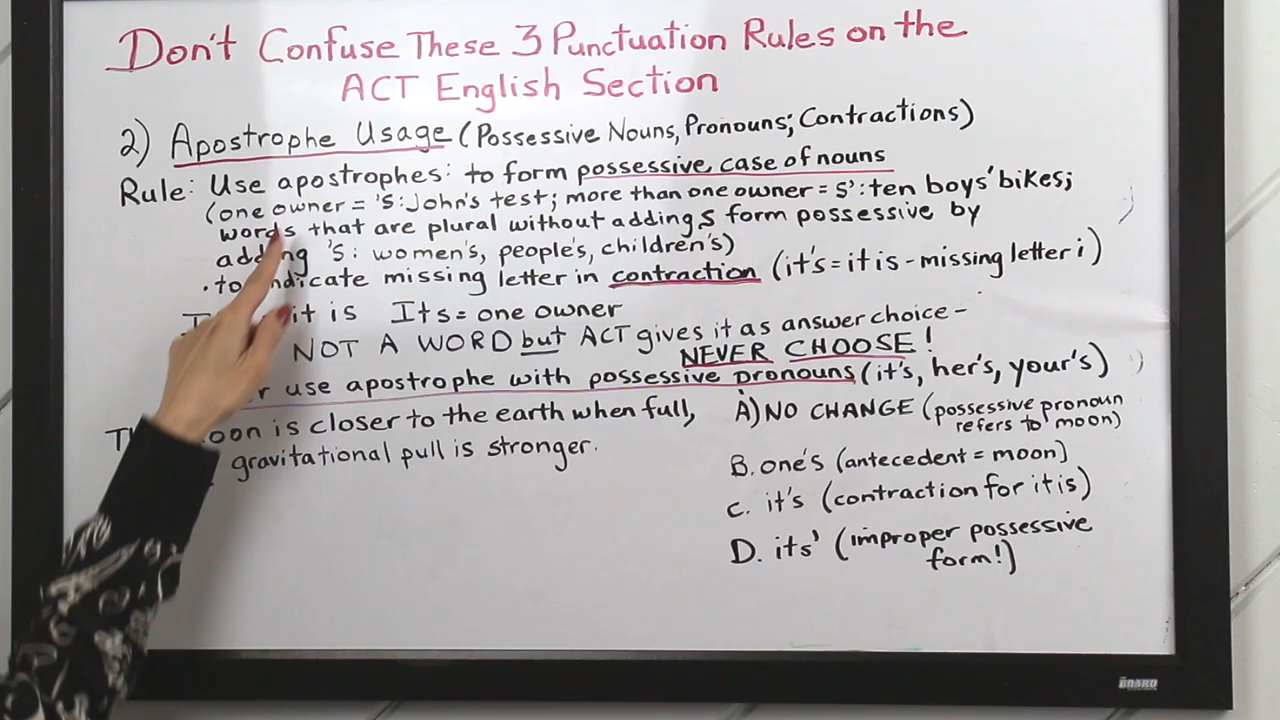 Don't Confuse These 3 Punctuation Rules on the
ACT English Section
2) Apostrophe Usage (Possessive Nouns, Pronouns; Contractions)
Rule: Use apostrophes: to form possessive case of nouns
(one owner = 's: John's test; more than one owner = s': ten boys' bikes;
words that are plural without adding s form possessive by
adding 's: women's, people's, children's)
• to indicate missing letter in contraction (it's = it is - missing letter i)
it is Its = one owner
NOT A WORD but ACT gives it as answer choice -
NEVER CHOOSE!
use apostrophe with possessive pronouns (it's, her's, your's)
moon is closer to the earth when full,
gravitational pull is stronger.
A) NO CHANGE (possessive pronoun
refers to moon)
B. one's (antecedent = moon)
C. it's (contraction for it is)
D. its' (improper possessive
form!)
BOARD